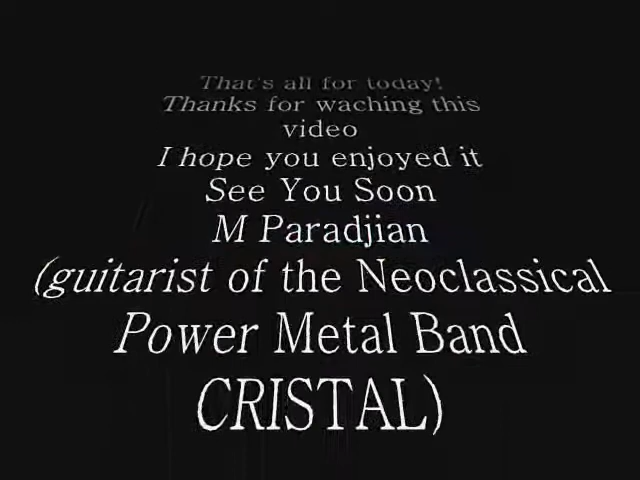 That's all for today!
Thanks for waching this
video
I hope you enjoyed it
See You Soon
M Paradjian
(guitarist of the Neoclassical
Power Metal Band
CRISTAL)